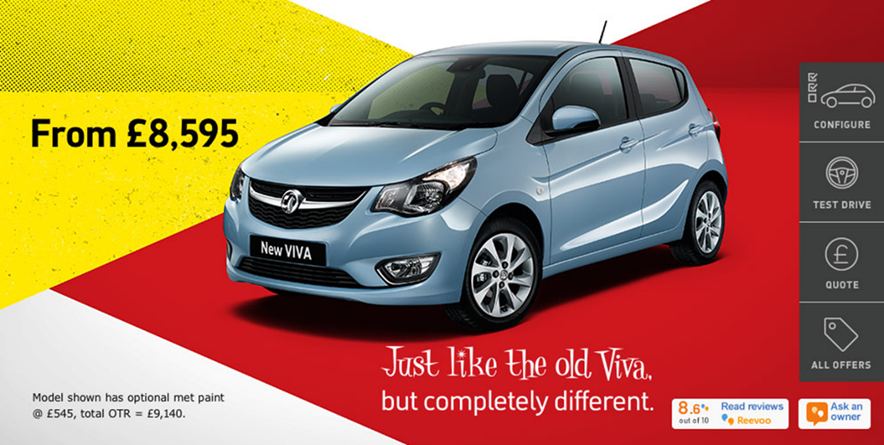 From £8,595
New VIVA
Just like the old Viva,
but completely different.
Model shown has optional met paint
@ £545, total OTR = £9,140.
CONFIGURE
TEST DRIVE
£
QUOTE
ALL OFFERS
8.6
out of 10
Read reviews
Reevoo
Ask an
owner